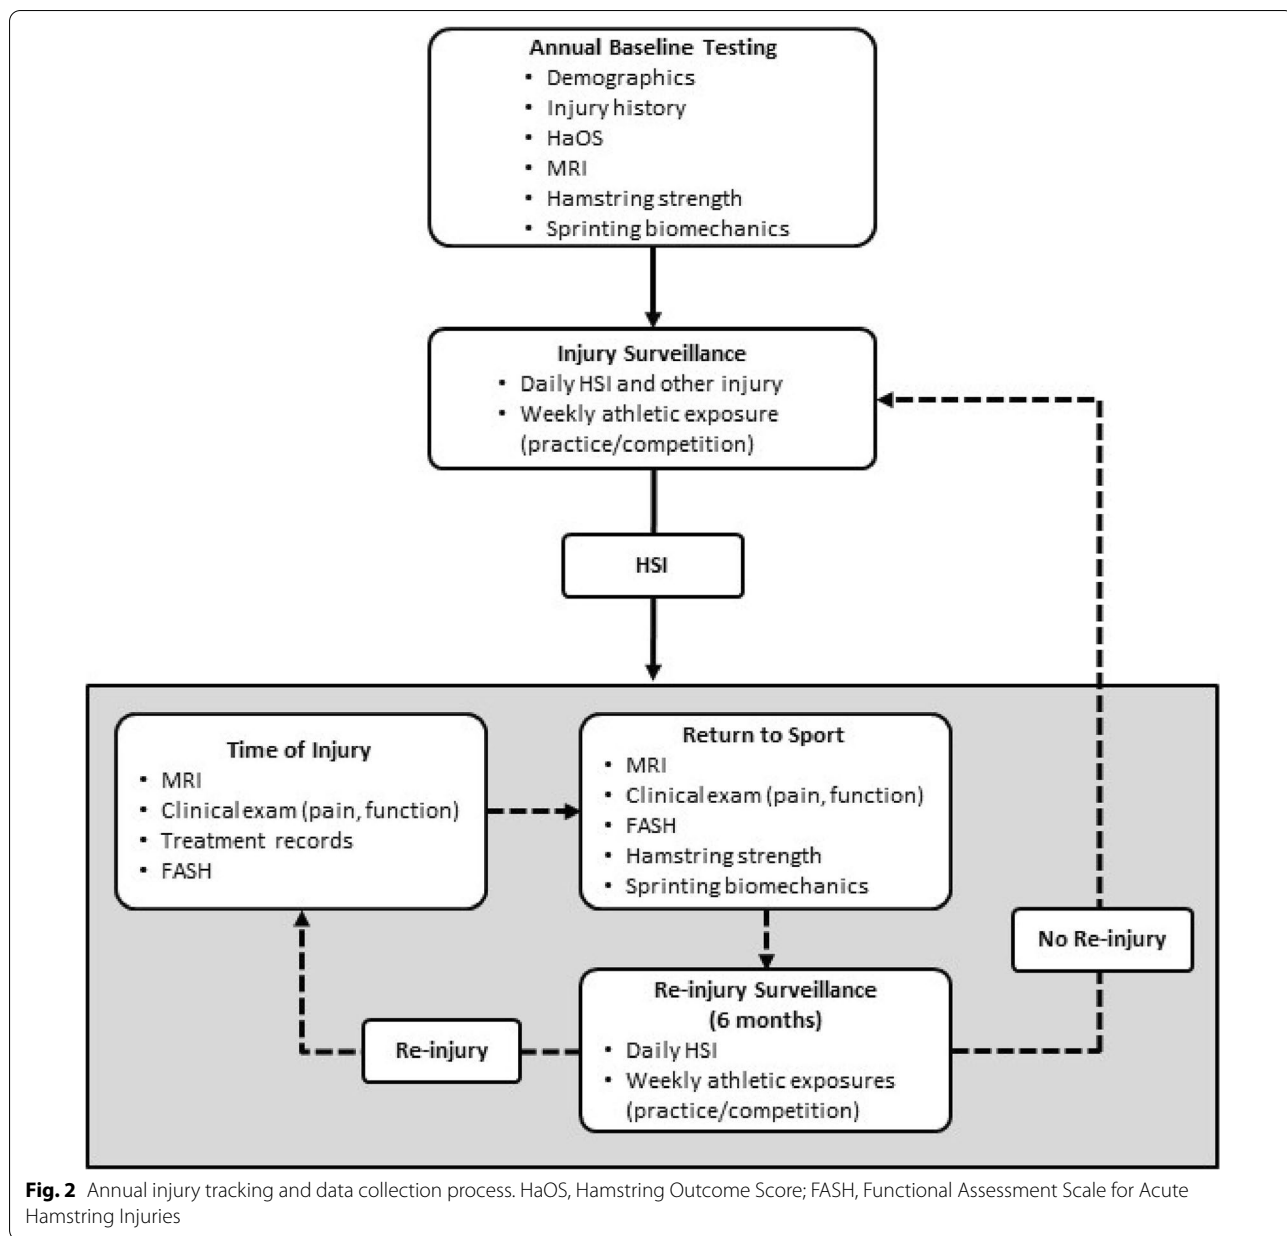 Annual Baseline Testing
• Demographics
• Injury history
• HaOS
• MRI
• Hamstring strength
• Sprinting biomechanics
Injury Surveillance
• Daily HSI and other injury
• Weekly athletic exposure
(practice/competition)
HSI
Time of Injury
• MRI
• Clinical exam (pain, function)
• Treatment records
• FASH
Return to Sport
• MRI
• Clinical exam (pain, function)
• FASH
• Hamstring strength
• Sprinting biomechanics
No Re-injury
Re-injury Surveillance
(6 months)
• Daily HSI
• Weekly athletic exposures
(practice/competition)
Re-injury
Fig. 2 Annual injury tracking and data collection process. HaOS, Hamstring Outcome Score; FASH, Functional Assessment Scale for Acute
Hamstring Injuries